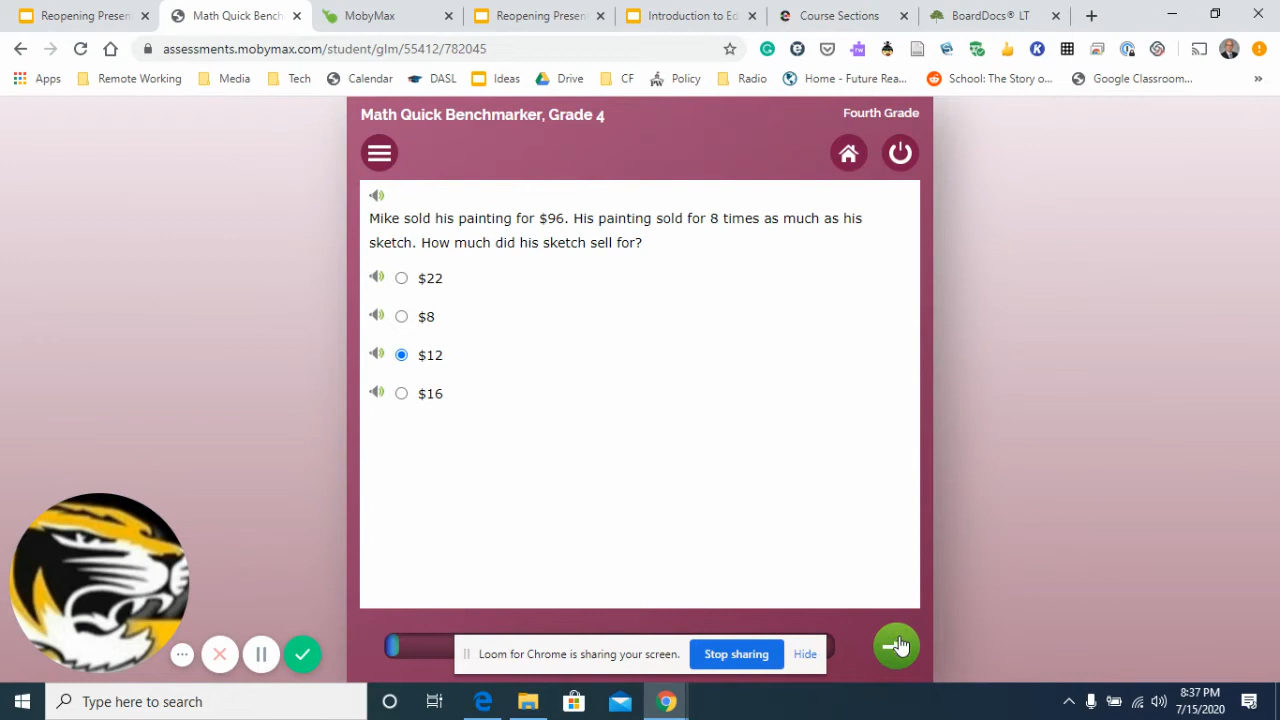 Reopening Presen
Math Quick Bench
MobyMax
Reopening Presen
Introduction to Ed
Course Sections
BoardDocs® LT
assessments.mobymax.com/student/glm/55412/782045
Apps
Remote Working
Media
Tech
Calendar
DASL
Ideas
Drive
CF
Policy
Radio
Home - Future Rea...
School: The Story o...
Google Classroom...
Math Quick Benchmarker, Grade 4
Fourth Grade
Mike sold his painting for $96. His painting sold for 8 times as much as his
sketch. How much did his sketch sell for?
$22
$8
$12
$16
Loom for Chrome is sharing your screen.
Stop sharing
Hide
Type here to search
8:37 PM
7/15/2020